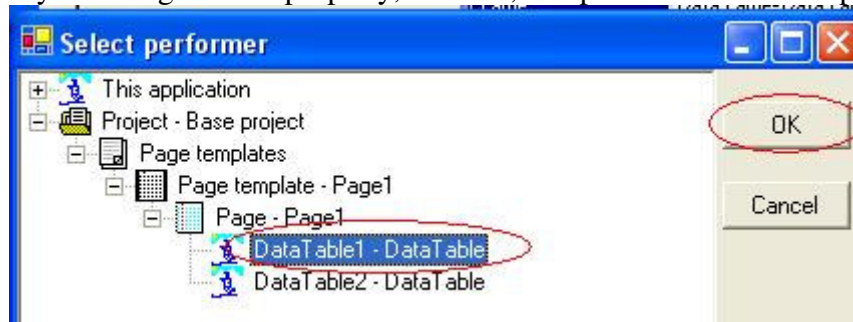 Select performer
This application
Project - Base project
OK
Page templates
Page template - Page1
Cancel
Page - Page1
DataTable1 - DataTable
DataTable2 - DataTable